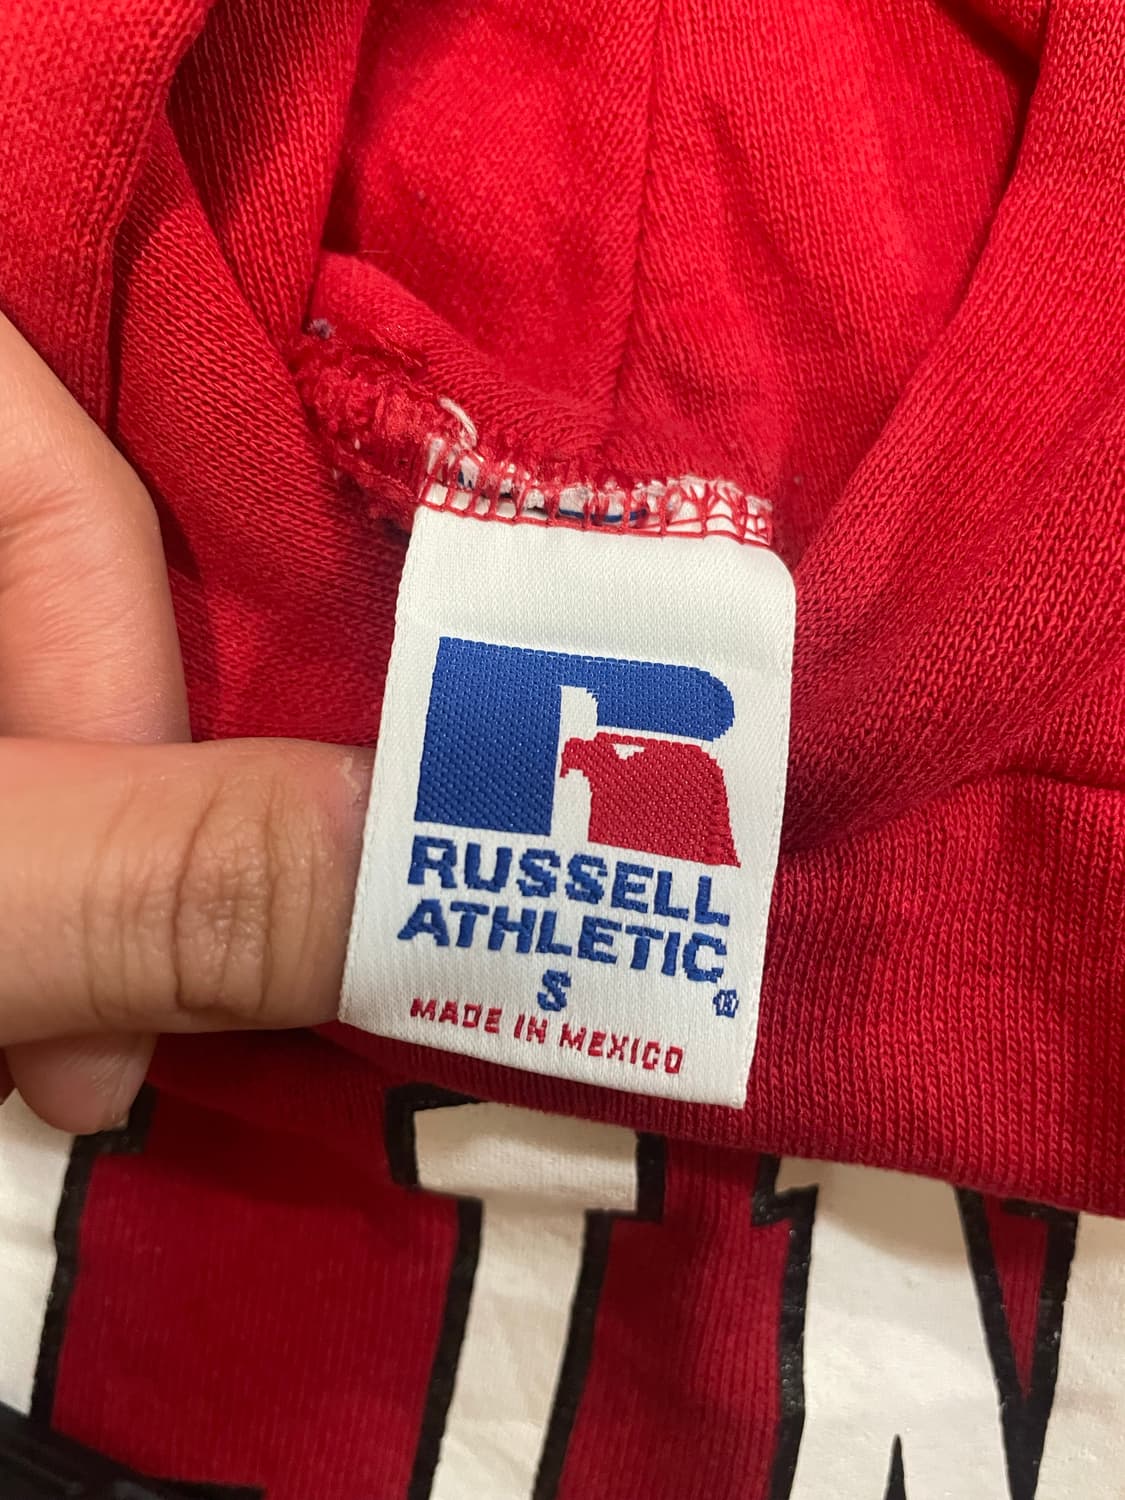 RUSSELL
ATHLETIC®
S
MADE IN MEXICO